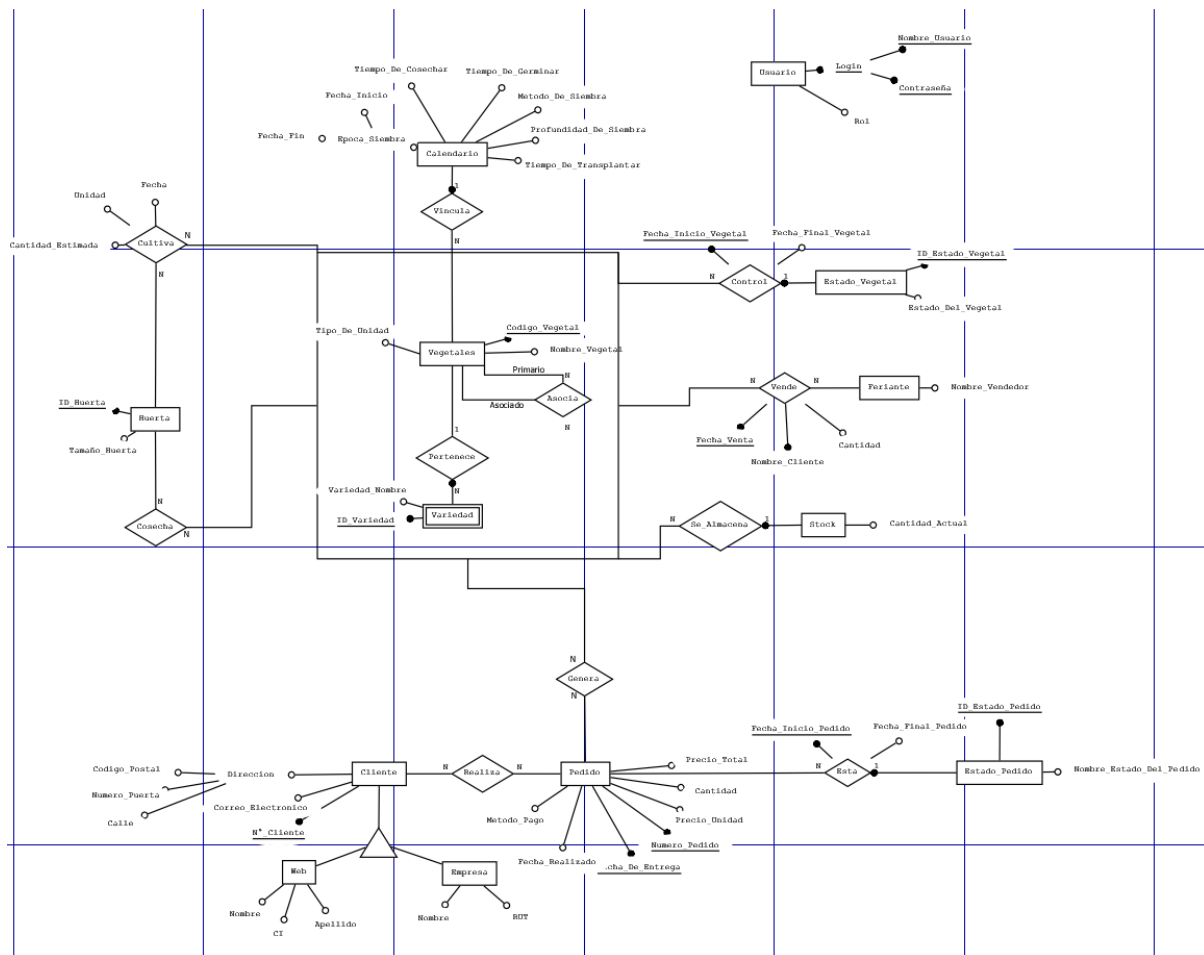 Nombre_Usuario
Usuario
Login
Contraseña
Rol
Tiempo_De_Cosechar
Tiempo_De_Germinar
Fecha_Inicio
Metodo_De_Siembra
Fecha_Fin
Epoca_Siembra
Profundidad_De_Siembra
Calendario
Tiempo_De_Transplantar
1
Vincula
N
Fecha
Unidad
Cantidad_Estimada
Cultiva
N
N
Fecha_Inicio_Vegetal
Fecha_Final_Vegetal
ID_Estado_Vegetal
N
Control
1
Estado_Vegetal
Estado_Del_Vegetal
Tipo_De_Unidad
Codigo_Vegetal
Vegetales
Nombre_Vegetal
Primario
N
Asociado
Asocia
N
N
Vende
N
Feriante
Nombre_Vendedor
Fecha_Venta
Cantidad
Nombre_Cliente
ID_Huerta
Huerta
Tamaño_Huerta
1
Pertenece
N
Variedad_Nombre
ID_Variedad
Variedad
N
Cosecha
N
N
Se_Almacena
1
Stock
Cantidad_Actual
N
Genera
N
ID_Estado_Pedido
Fecha_Inicio_Pedido
Fecha_Final_Pedido
Codigo_Postal
Direccion
Cliente
N
Realiza
N
Pedido
Precio_Total
N
Está
1
Estado_Pedido
Nombre_Estado_Del_Pedido
Numero_Puerta
Calle
Correo_Electronico
N°_Cliente
Metodo_Pago
Cantidad
Precio_Unidad
Numero_Pedido
Fecha_Realizado
cha_De_Entrega
Web
Empresa
Nombre
CI
Apellido
Nombre
RUT